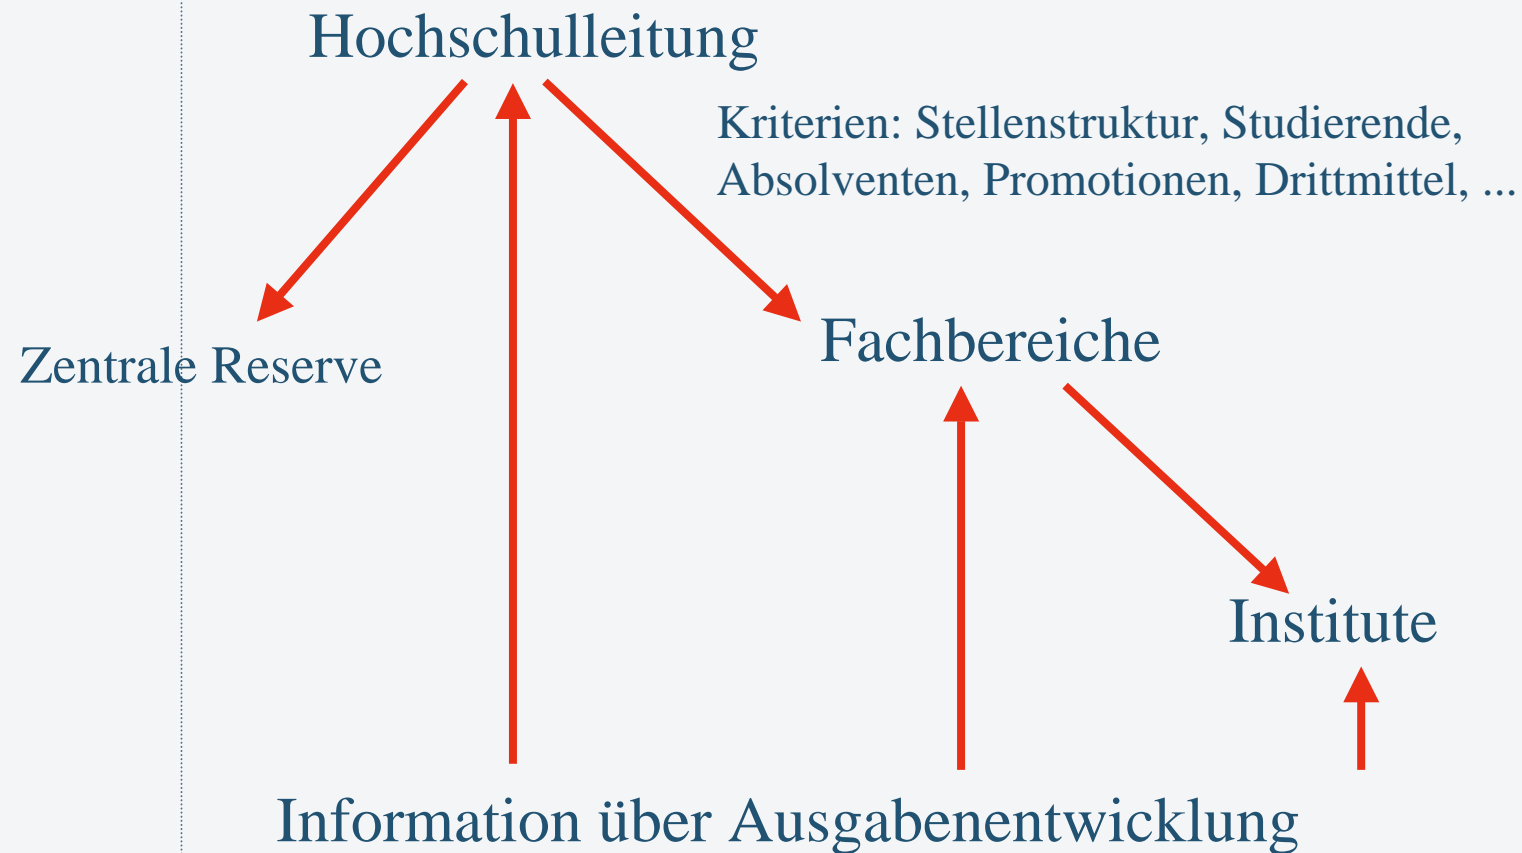 Hochschulleitung
Kriterien: Stellenstruktur, Studierende,
Absolventen, Promotionen, Drittmittel, ...
Fachbereiche
Zentrale Reserve
Institute
Information über Ausgabenentwicklung